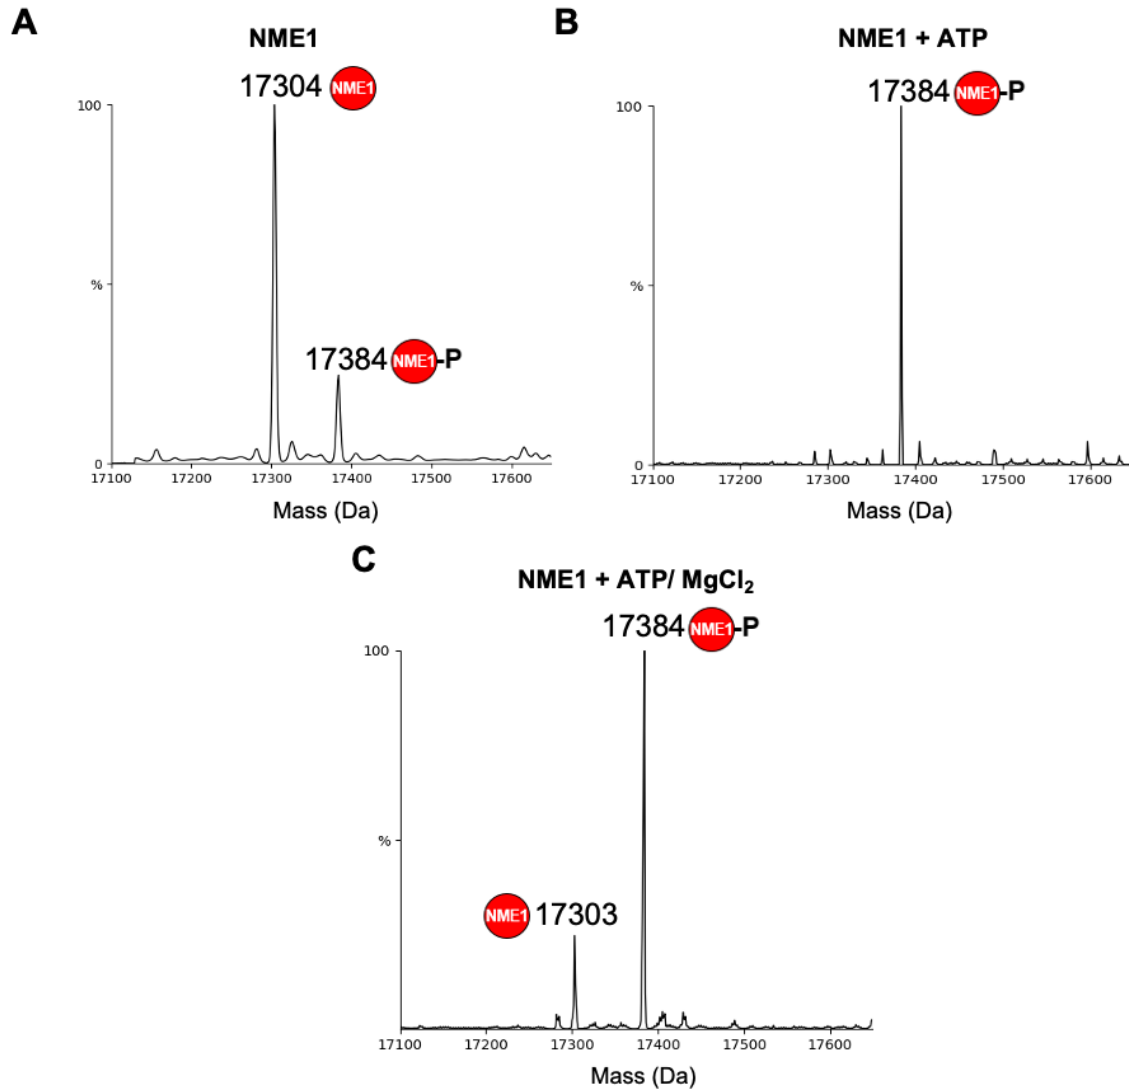 A
NME1
17304 NME1
100
17384 NME1-P
%
0
17100 17200 17300 17400 17500 17600
Mass (Da)
B
NME1 + ATP
17384 NME1-P
100
%
0
17100 17200 17300 17400 17500 17600
Mass (Da)
C
NME1 + ATP/ MgCl₂
17384 NME1-P
100
%
NME1 17303
0
17100 17200 17300 17400 17500 17600
Mass (Da)